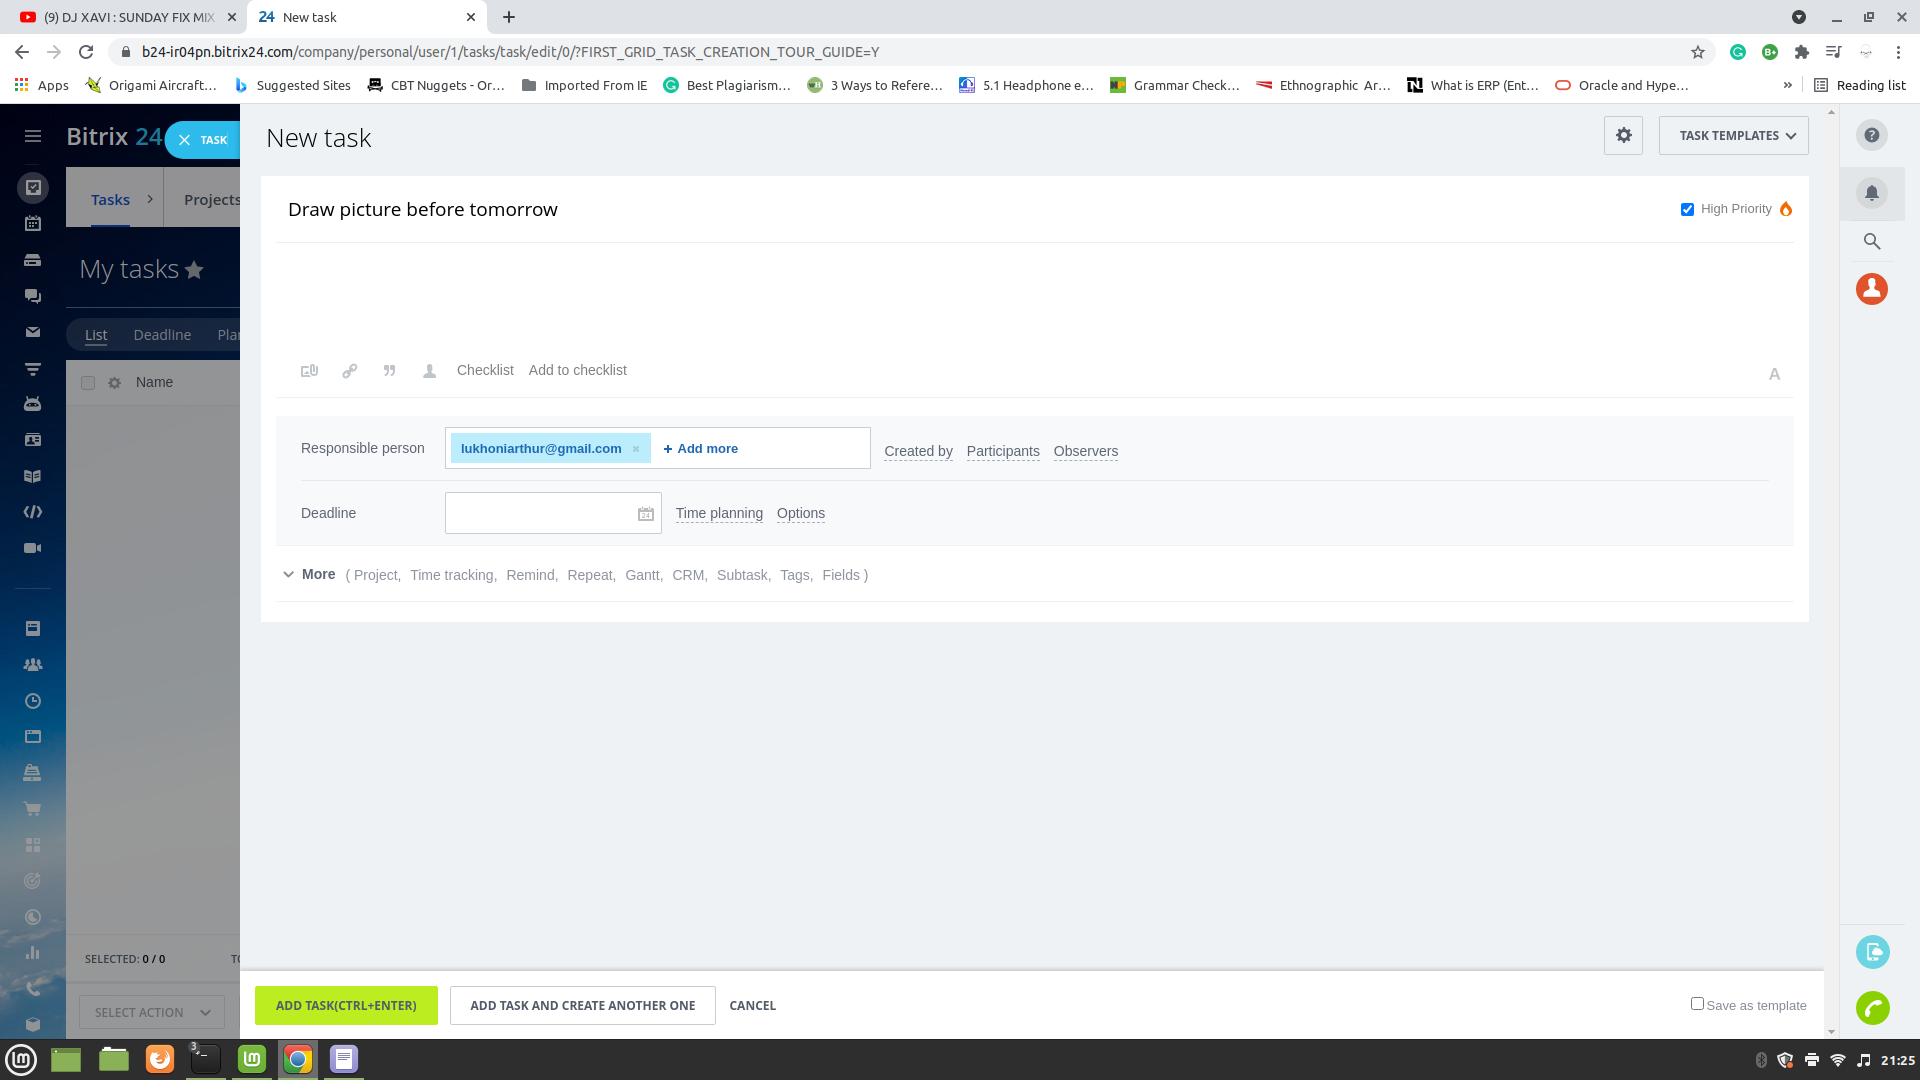 (9) DJ XAVI : SUNDAY FIX MIX
24 New task
b24-ir04pn.bitrix24.com/company/personal/user/1/tasks/task/edit/0/?FIRST_GRID_TASK_CREATION_TOUR_GUIDE=Y
Apps Origami Aircraft… Suggested Sites CBT Nuggets - Or… Imported From IE Best Plagiarism… 3 Ways to Refere… 5.1 Headphone e… Grammar Check… Ethnographic Ar… What is ERP (Ent… Oracle and Hype… » Reading list
Bitrix 24 TASK
New task
TASK TEMPLATES
Tasks Projects
Draw picture before tomorrow
High Priority
My tasks
List Deadline Plan
Checklist Add to checklist
A
Name
Responsible person lukhoniarthur@gmail.com × + Add more Created by Participants Observers
Deadline 24 Time planning Options
More ( Project, Time tracking, Remind, Repeat, Gantt, CRM, Subtask, Tags, Fields )
SELECTED: 0 / 0 TO
SELECT ACTION
ADD TASK(CTRL+ENTER) ADD TASK AND CREATE ANOTHER ONE CANCEL
Save as template
3
21:25